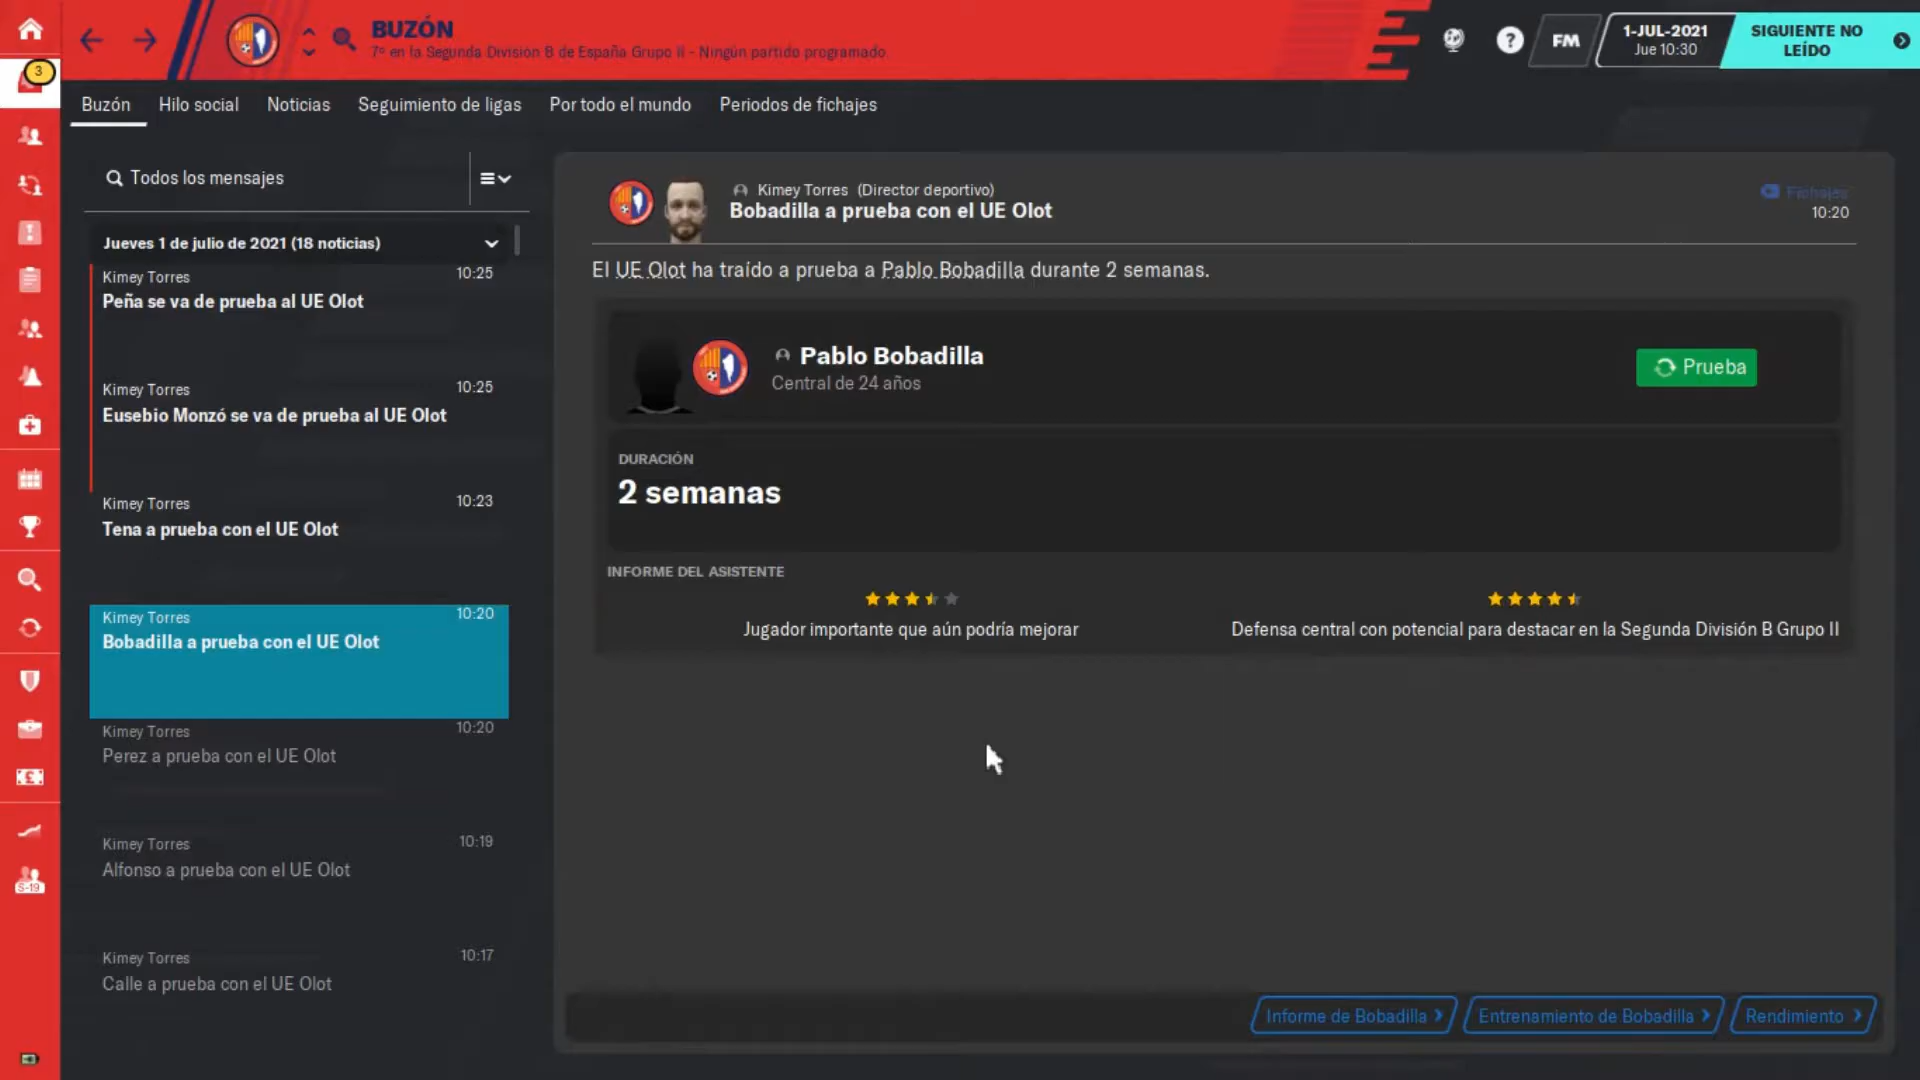 3
BUZÓN
7º en la Segunda División B de España Grupo II - Ningún partido programado
FM
1-JUL-2021
Jue 10:30
SIGUIENTE NO
LEÍDO
Buzón
Hilo social
Noticias
Seguimiento de ligas
Por todo el mundo
Periodos de fichajes
Todos los mensajes
Jueves 1 de julio de 2021 (18 noticias)
Kimey Torres 10:25
Peña se va de prueba al UE Olot
Kimey Torres 10:25
Eusebio Monzó se va de prueba al UE Olot
Kimey Torres 10:23
Tena a prueba con el UE Olot
Kimey Torres 10:20
Bobadilla a prueba con el UE Olot
Kimey Torres 10:20
Perez a prueba con el UE Olot
Kimey Torres 10:19
Alfonso a prueba con el UE Olot
Kimey Torres 10:17
Calle a prueba con el UE Olot
S-19
Kimey Torres (Director deportivo)
Bobadilla a prueba con el UE Olot
Fichajes
10:20
El UE Olot ha traído a prueba a Pablo Bobadilla durante 2 semanas.
Pablo Bobadilla
Central de 24 años
Prueba
DURACIÓN
2 semanas
INFORME DEL ASISTENTE
Jugador importante que aún podría mejorar
Defensa central con potencial para destacar en la Segunda División B Grupo II
Informe de Bobadilla
Entrenamiento de Bobadilla
Rendimiento